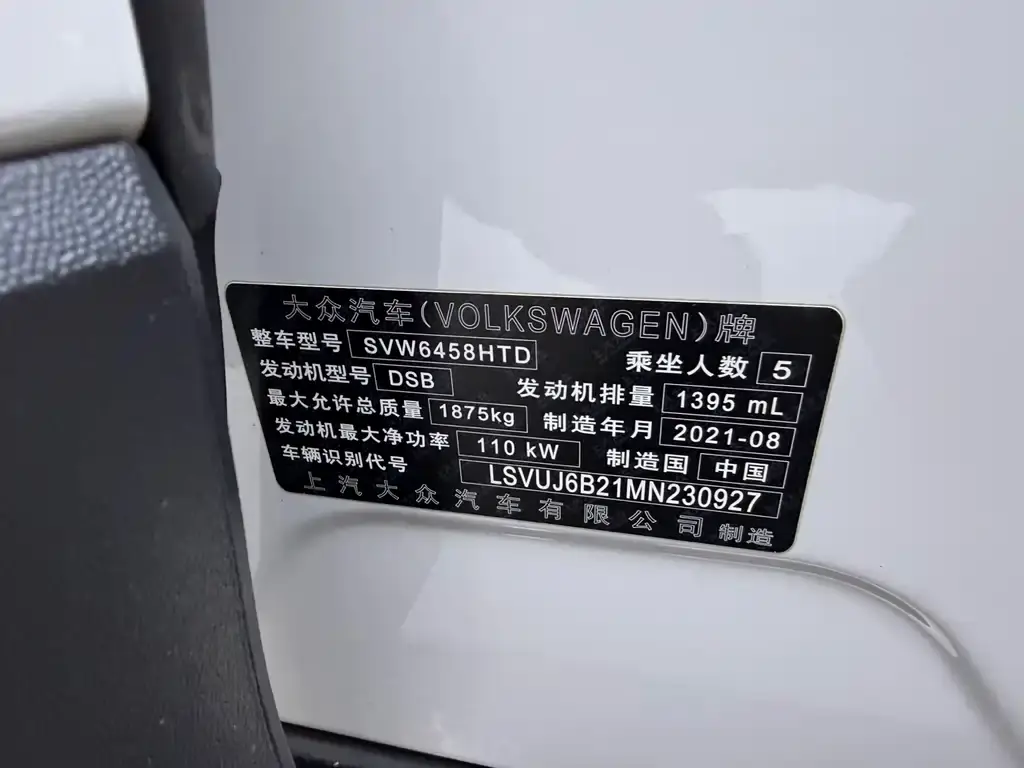 大众汽车(VOLKSWAGEN)牌
整车型号 SVW6458HTD 乘坐人数 5
发动机型号 DSB 发动机排量 1395 mL
最大允许总质量 1875kg 制造年月 2021-08
发动机最大净功率 110 kW 制造国 中国
车辆识别代号 LSVUJ6B21MN230927
上汽大众汽车有限公司 制造